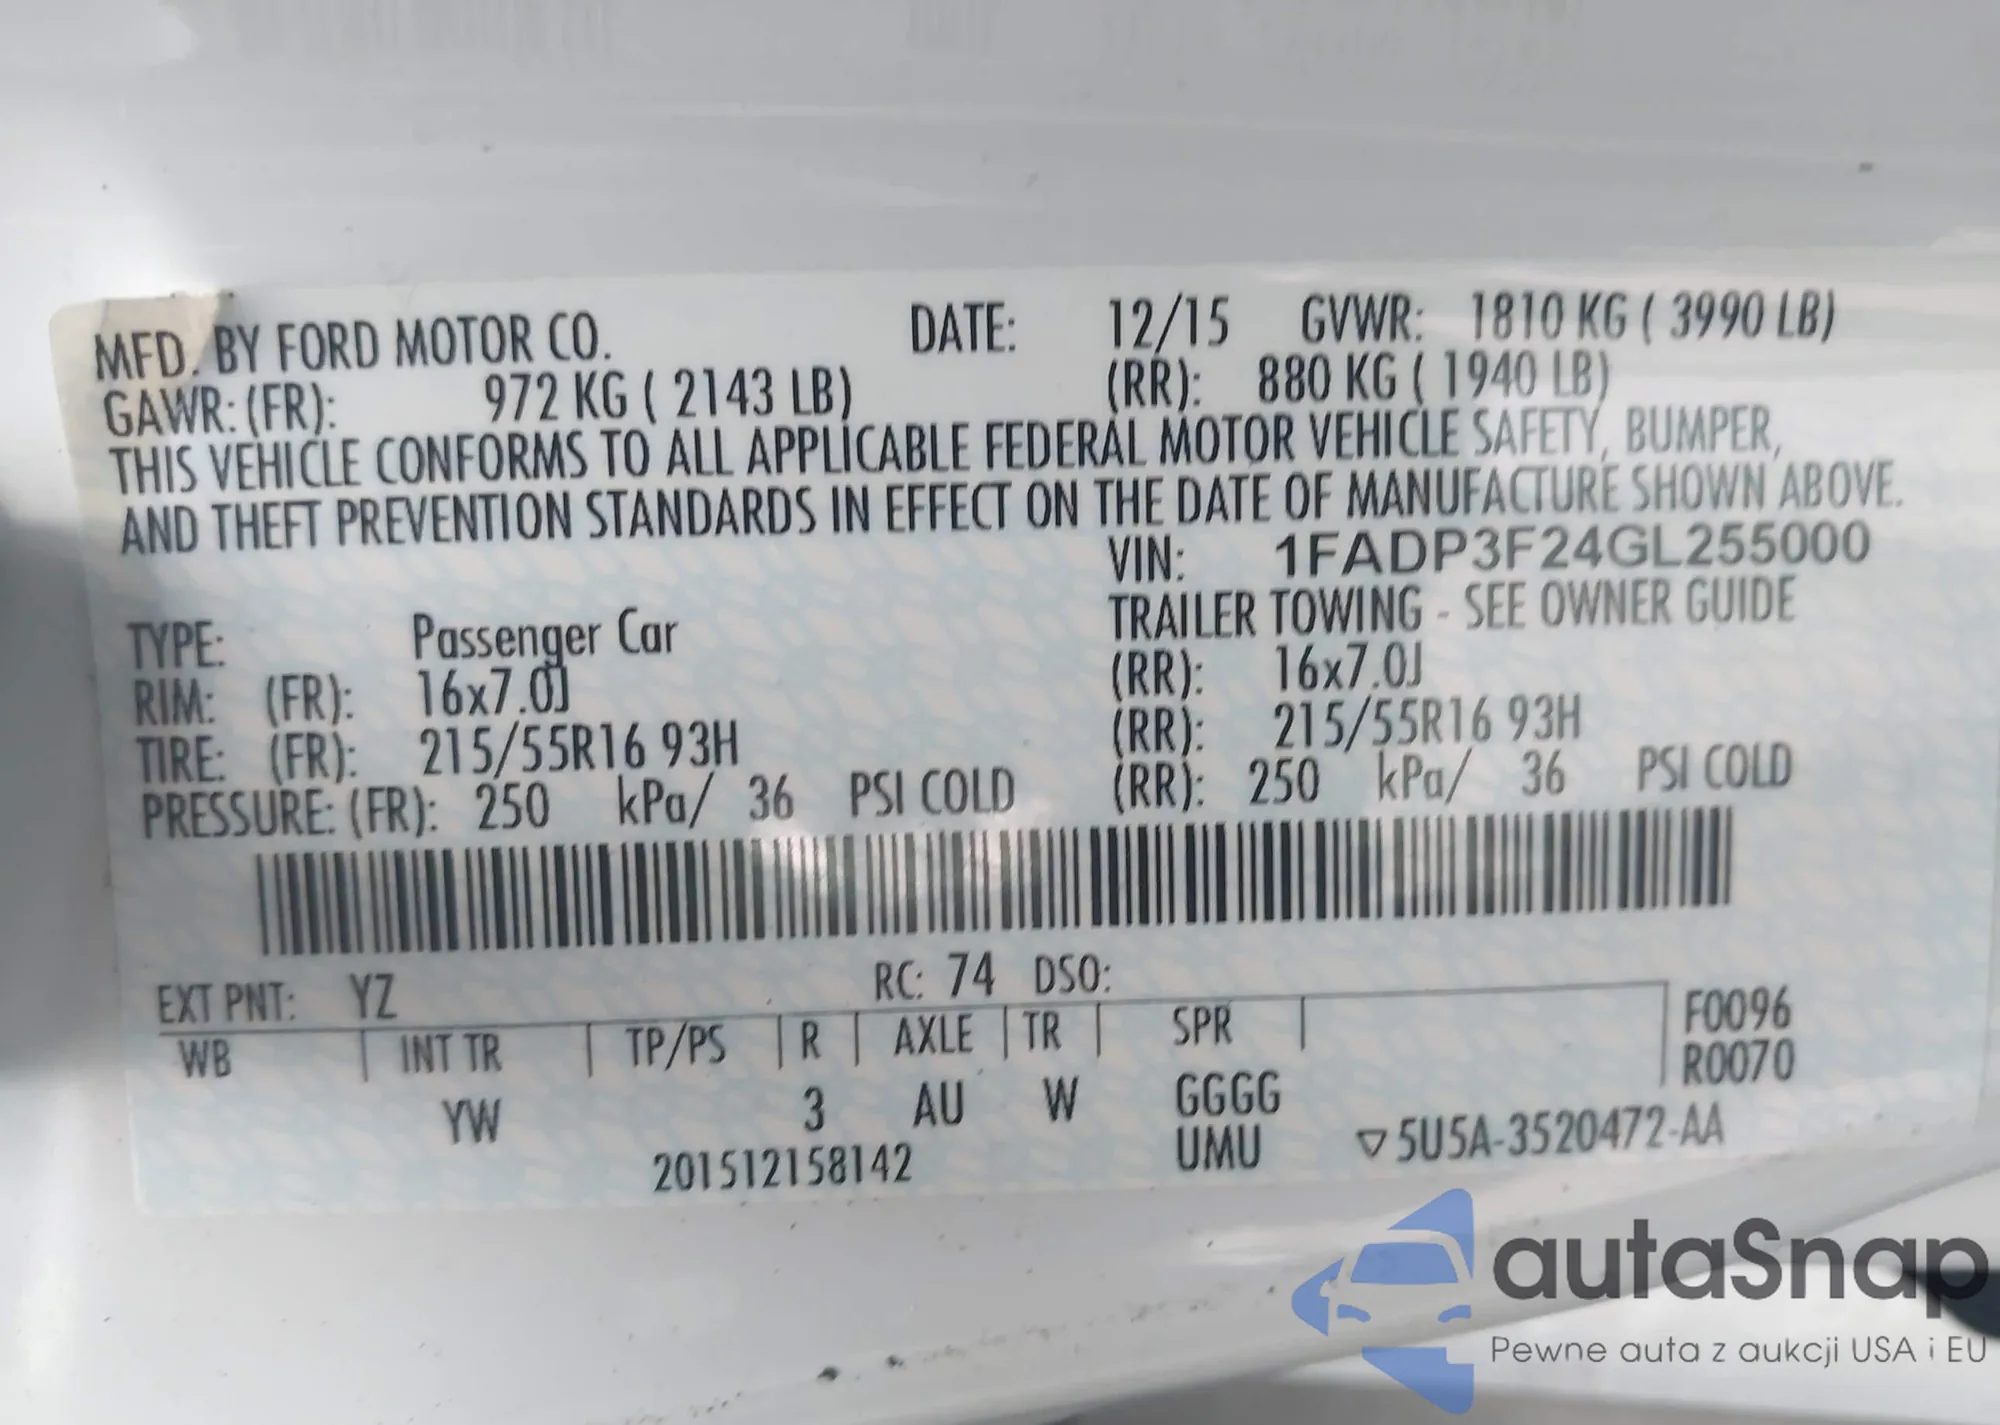 MFD. BY FORD MOTOR CO. DATE: 12/15 GVWR: 1810 KG ( 3990 LB)
GAWR: (FR): 972 KG ( 2143 LB) (RR): 880 KG ( 1940 LB)
THIS VEHICLE CONFORMS TO ALL APPLICABLE FEDERAL MOTOR VEHICLE SAFETY, BUMPER,
AND THEFT PREVENTION STANDARDS IN EFFECT ON THE DATE OF MANUFACTURE SHOWN ABOVE.
VIN: 1FADP3F24GL255000
TYPE: Passenger Car TRAILER TOWING - SEE OWNER GUIDE
RIM: (FR): 16x7.0J (RR): 16x7.0J
TIRE: (FR): 215/55R16 93H (RR): 215/55R16 93H
PRESSURE: (FR): 250 kPa/ 36 PSI COLD (RR): 250 kPa/ 36 PSI COLD
EXT PNT: YZ RC: 74 DSO:
WB | INT TR | TP/PS | R | AXLE | TR | SPR | F0096
R0070
YW 3 AU W GGGG
201512158142 UMU ▽5U5A-3520472-AA
autaSnap
Pewne auta z aukcji USA i EU